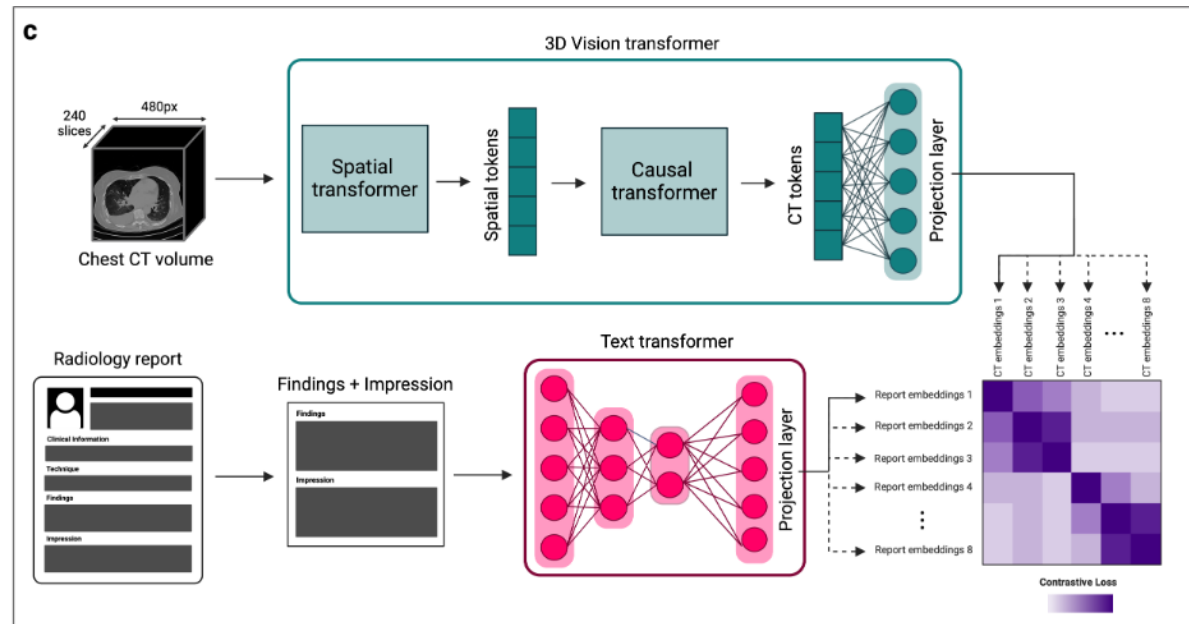 c
3D Vision transformer
240
slices
480px
Chest CT volume
Spatial
transformer
Spatial tokens
Causal
transformer
CT tokens
Projection layer
CT embeddings 1
CT embeddings 2
CT embeddings 3
CT embeddings 4
...
CT embeddings 8
Radiology report
Clinical Information
Technique
Findings
Impression
Findings + Impression
Findings
Impression
Text transformer
Projection layer
Report embeddings 1
Report embeddings 2
Report embeddings 3
Report embeddings 4
...
Report embeddings 8
Contrastive Loss